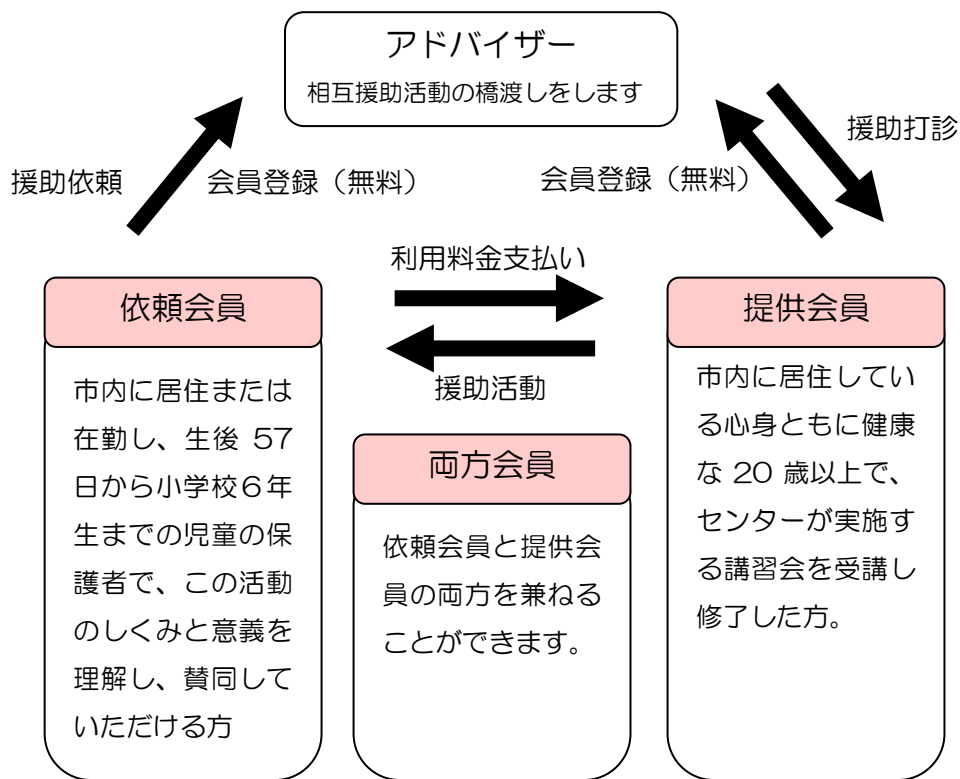 アドバイザー
相互援助活動の橋渡しをします
援助打診
援助依頼
会員登録（無料）
会員登録（無料）
利用料金支払い
援助活動
依頼会員
市内に居住または
在勤し、生後 57
日から小学校６年
生までの児童の保
護者で、この活動
のしくみと意義を
理解し、賛同して
いただける方
両方会員
依頼会員と提供会
員の両方を兼ねる
ことができます。
提供会員
市内に居住してい
る心身ともに健康
な 20 歳以上で、
センターが実施す
る講習会を受講し
修了した方。